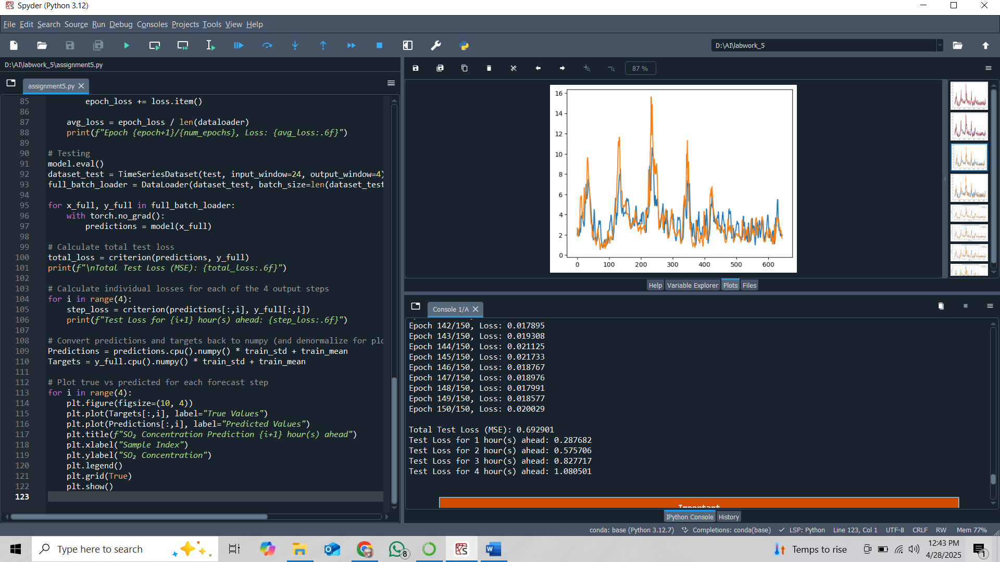 Spyder (Python 3.12)
File Edit Search Source Run Debug Consoles Projects Tools View Help
D:\AI\labwork_5
D:\AI\labwork_5\assignment5.py
assignment5.py
85 epoch_loss += loss.item()
86
87 avg_loss = epoch_loss / len(dataloader)
88 print(f"Epoch {epoch+1}/{num_epochs}, Loss: {avg_loss:.6f}")
89
90 # Testing
91 model.eval()
92 dataset_test = TimeSeriesDataset(test, input_window=24, output_window=4)
93 full_batch_loader = DataLoader(dataset_test, batch_size=len(dataset_test
94
95 for x_full, y_full in full_batch_loader:
96 with torch.no_grad():
97 predictions = model(x_full)
98
99 # Calculate total test loss
100 total_loss = criterion(predictions, y_full)
101 print(f"\nTotal Test Loss (MSE): {total_loss:.6f}")
102
103 # Calculate individual losses for each of the 4 output steps
104 for i in range(4):
105 step_loss = criterion(predictions[:,i], y_full[:,i])
106 print(f"Test Loss for {i+1} hour(s) ahead: {step_loss:.6f}")
107
108 # Convert predictions and targets back to numpy (and denormalize for plo
109 Predictions = predictions.cpu().numpy() * train_std + train_mean
110 Targets = y_full.cpu().numpy() * train_std + train_mean
111
112 # Plot true vs predicted for each forecast step
113 for i in range(4):
114 plt.figure(figsize=(10, 4))
115 plt.plot(Targets[:,i], label="True Values")
116 plt.plot(Predictions[:,i], label="Predicted Values")
117 plt.title(f"SO₂ Concentration Prediction {i+1} hour(s) ahead")
118 plt.xlabel("Sample Index")
119 plt.ylabel("SO₂ Concentration")
120 plt.legend()
121 plt.grid(True)
122 plt.show()
123
87 %
16
14
12
10
8
6
4
2
0
0 100 200 300 400 500 600
Help Variable Explorer Plots Files
Console 1/A
Epoch 142/150, Loss: 0.017895
Epoch 143/150, Loss: 0.019308
Epoch 144/150, Loss: 0.021125
Epoch 145/150, Loss: 0.021733
Epoch 146/150, Loss: 0.018767
Epoch 147/150, Loss: 0.018976
Epoch 148/150, Loss: 0.017991
Epoch 149/150, Loss: 0.018577
Epoch 150/150, Loss: 0.020029
Total Test Loss (MSE): 0.692901
Test Loss for 1 hour(s) ahead: 0.287682
Test Loss for 2 hour(s) ahead: 0.575706
Test Loss for 3 hour(s) ahead: 0.827717
Test Loss for 4 hour(s) ahead: 1.080501
Important
IPython Console History
conda: base (Python 3.12.7) Completions: conda(base) LSP: Python Line 123, Col 1 UTF-8 CRLF RW Mem 77%
Type here to search
8
Temps to rise
12:43 PM
4/28/2025
1